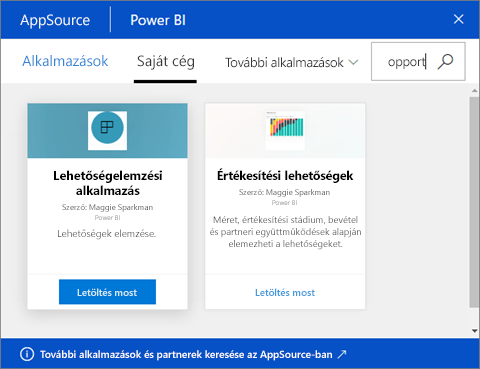 AppSource Power BI
Alkalmazások Saját cég További alkalmazások opport
Lehetőségelemzési
alkalmazás
Szerző: Maggie Sparkman
Power BI
Lehetőségek elemzése.
Letöltés most
Értékesítési lehetőségek
Szerző: Maggie Sparkman
Power BI
Méret, értékesítési stádium, bevétel
és partneri együttműködések alapján
elemezheti a lehetőségeket.
Letöltés most
További alkalmazások és partnerek keresése az AppSource-ban